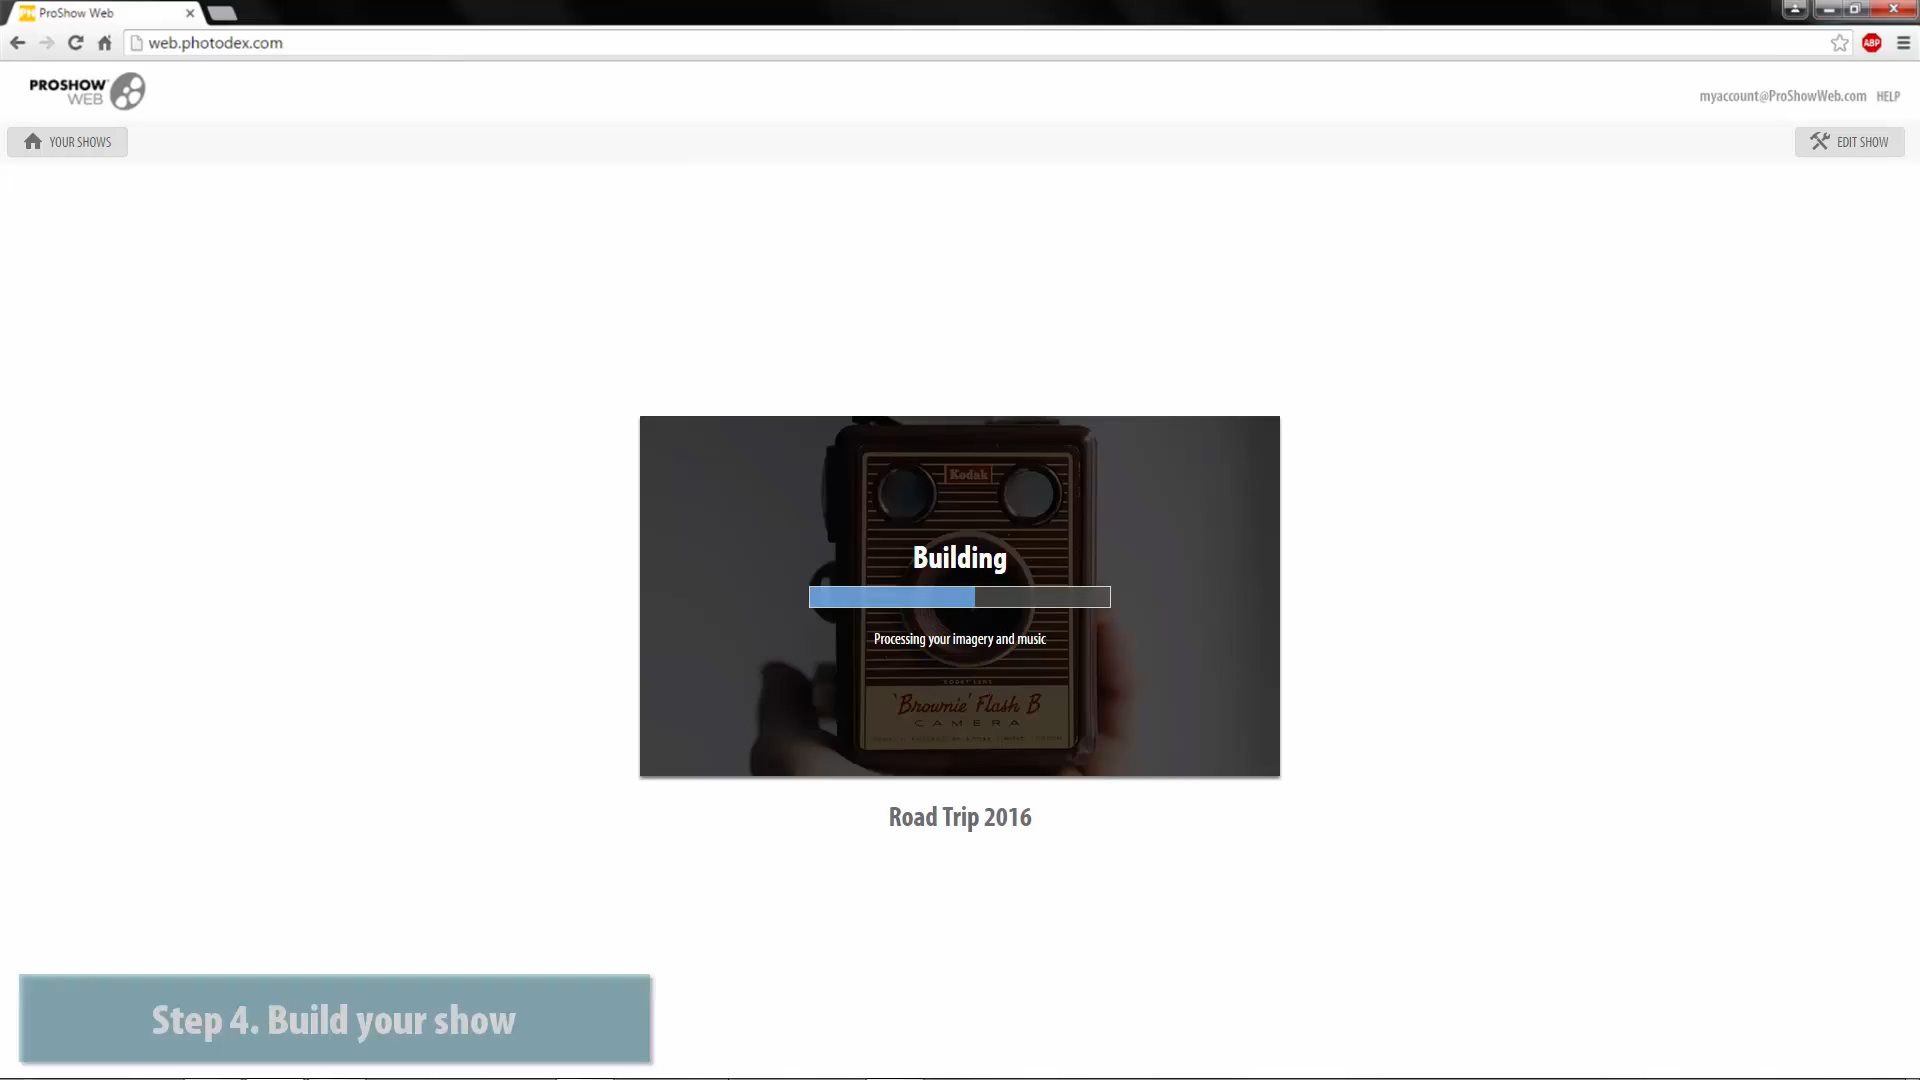 ProShow Web
web.photodex.com
ABP
PROSHOW
WEB
myaccount@ProShowWeb.com HELP
YOUR SHOWS
EDIT SHOW
Kodak
Building
Processing your imagery and music
'Brownie' Flash B
CAMERA
Road Trip 2016
Step 4. Build your show